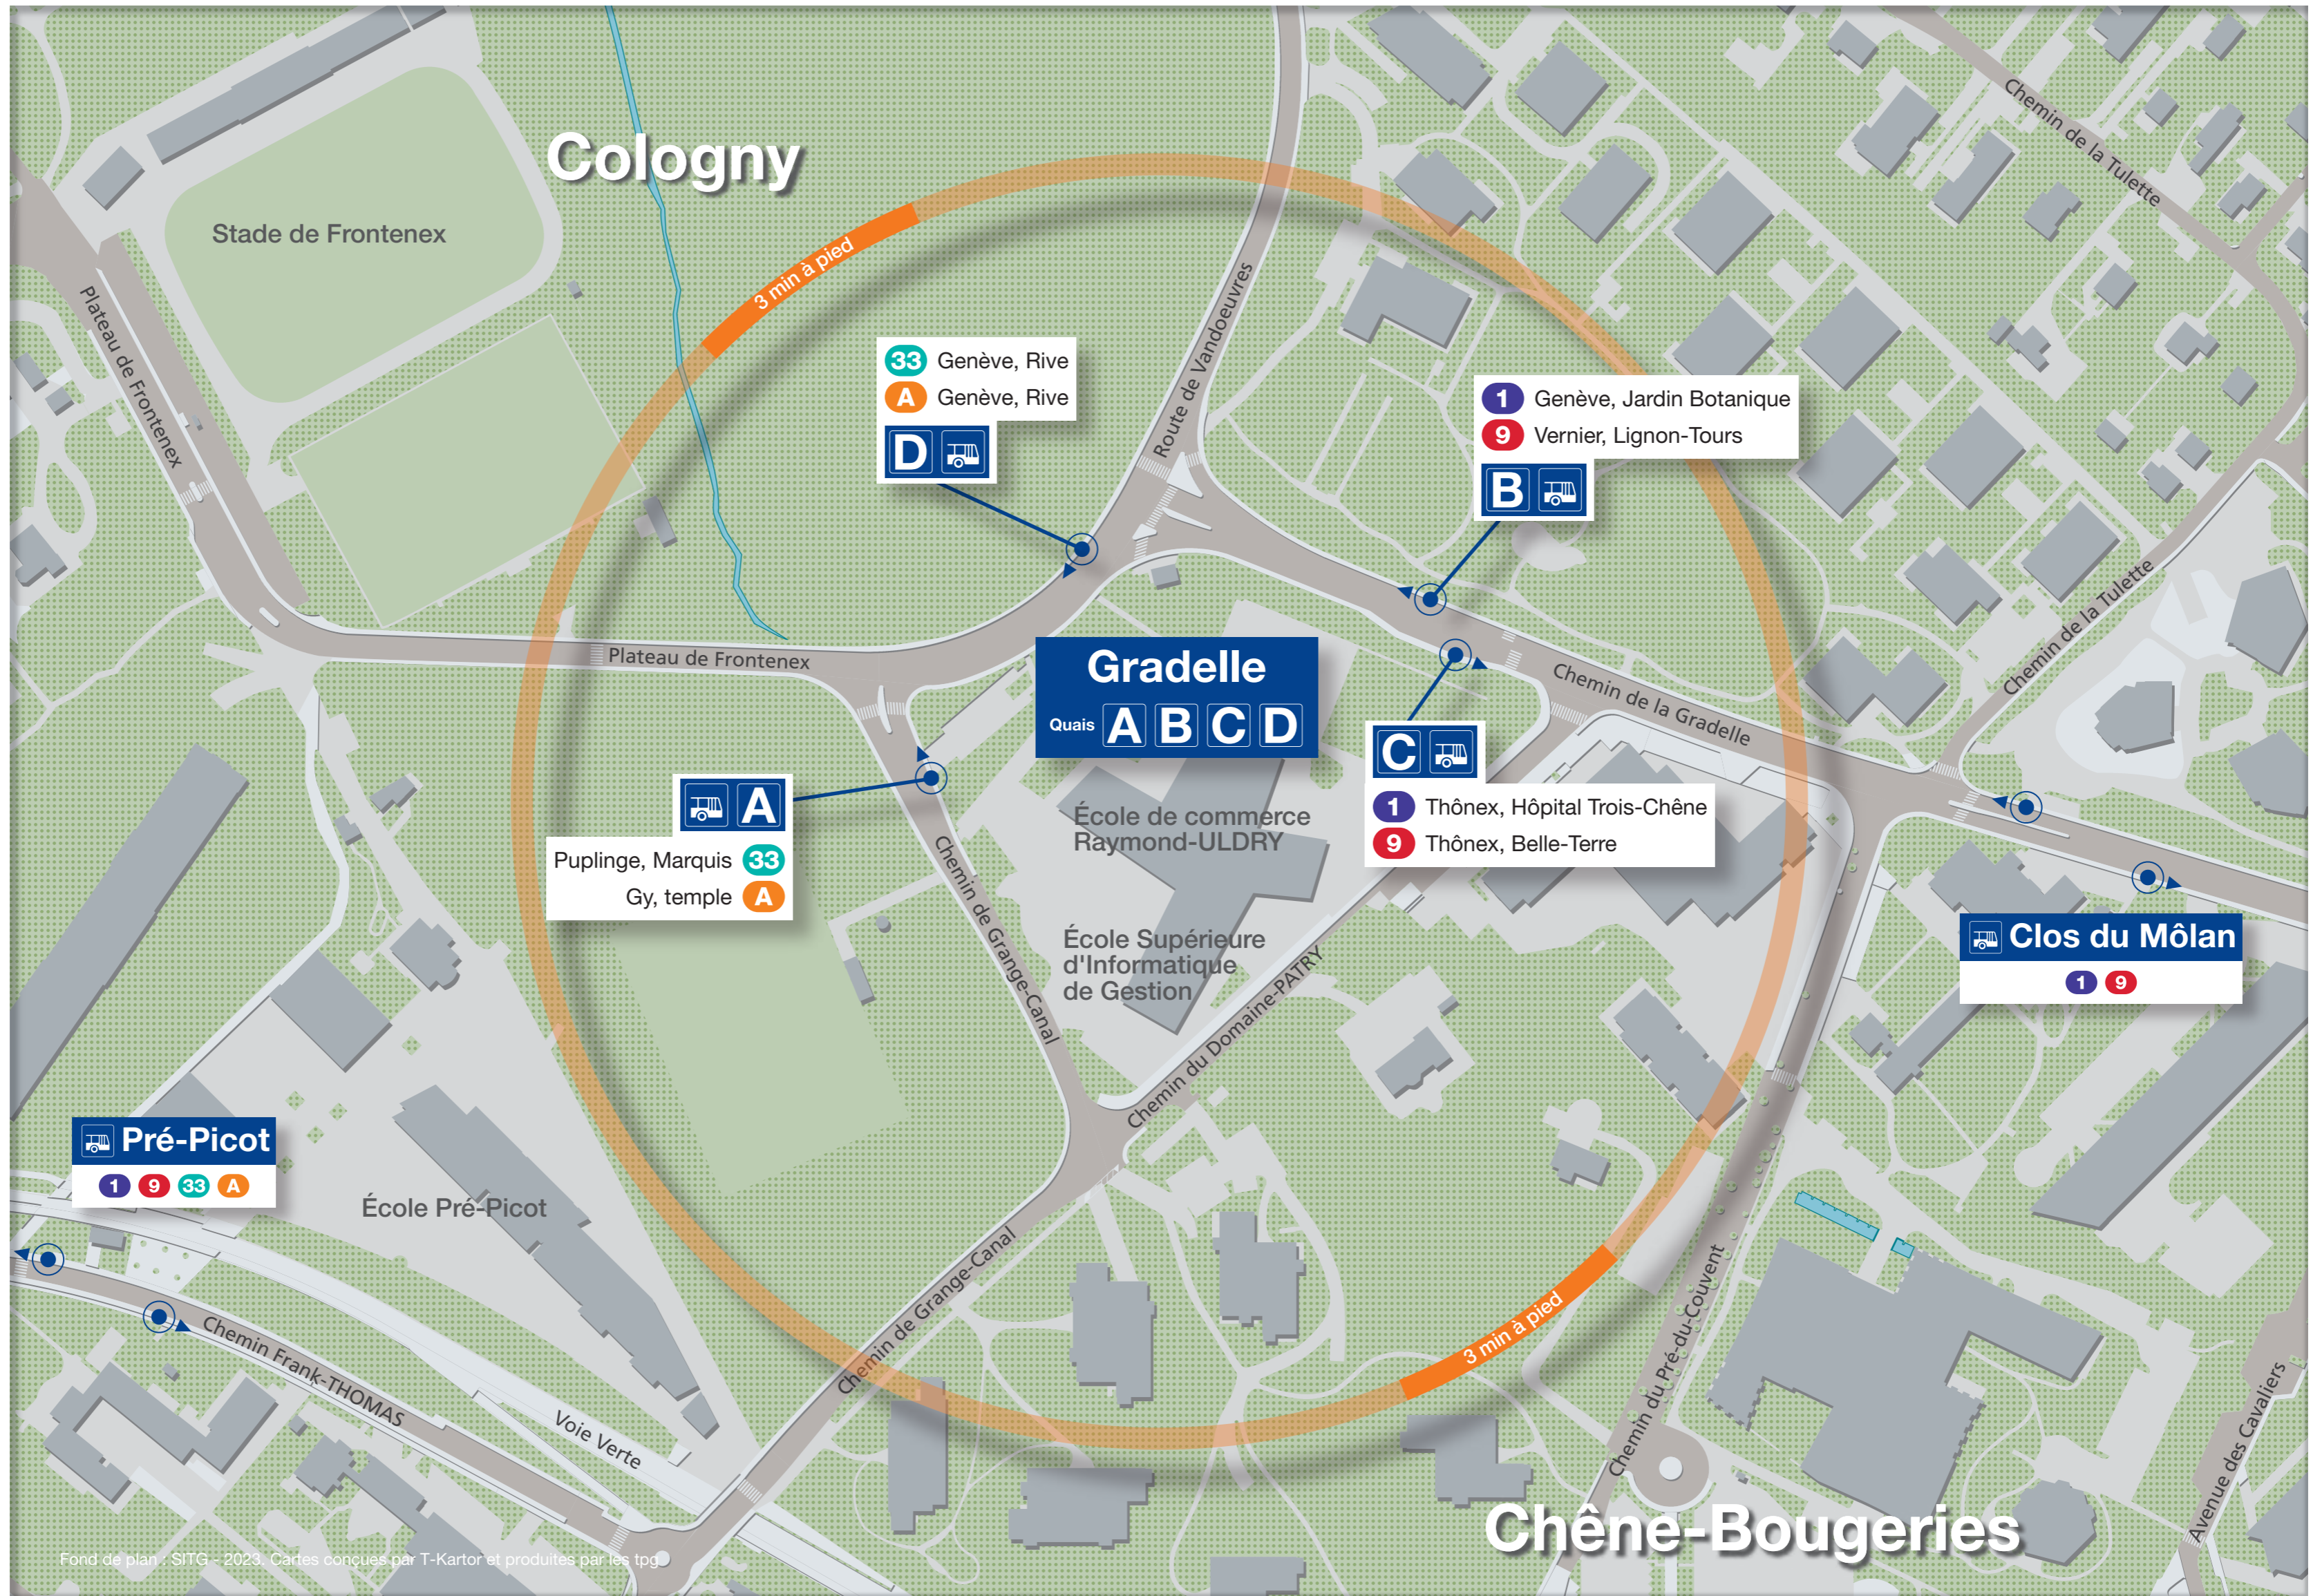 Cologny
Stade de Frontenex
Chemin de la Tulette
3 min à pied
Plateau de Frontenex
Route de Vandoeuvres
33 Genève, Rive
A Genève, Rive
D
1 Genève, Jardin Botanique
9 Vernier, Lignon-Tours
B
Plateau de Frontenex
Gradelle
Quais A B C D
Chemin de la Gradelle
Chemin de la Tulette
C
1 Thônex, Hôpital Trois-Chêne
9 Thônex, Belle-Terre
A
Puplinge, Marquis 33
Gy, temple A
École de commerce
Raymond-ULDRY
Chemin de Grange-Canal
École Supérieure
d'Informatique
de Gestion
Chemin du Domaine-PATRY
Clos du Môlan
1 9
Pré-Picot
1 9 33 A
École Pré-Picot
Chemin de Grange-Canal
Chemin Frank-THOMAS
Voie Verte
3 min à pied
Chemin du Pré-du-Couvent
Avenue des Cavaliers
Chêne-Bougeries
Fond de plan : SITG - 2023. Cartes conçues par T-Kartor et produites par les tpg